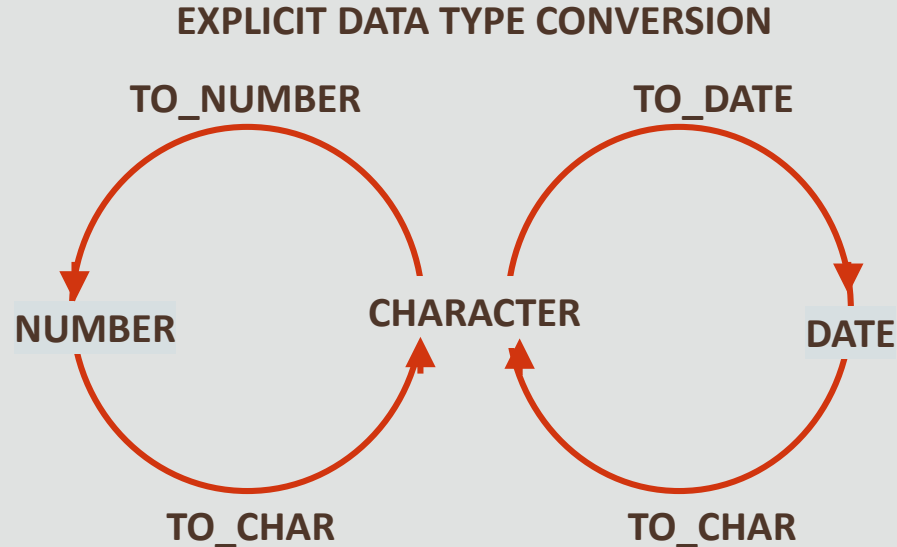 EXPLICIT DATA TYPE CONVERSION
TO_NUMBER
TO_DATE
NUMBER
CHARACTER
DATE
TO_CHAR
TO_CHAR